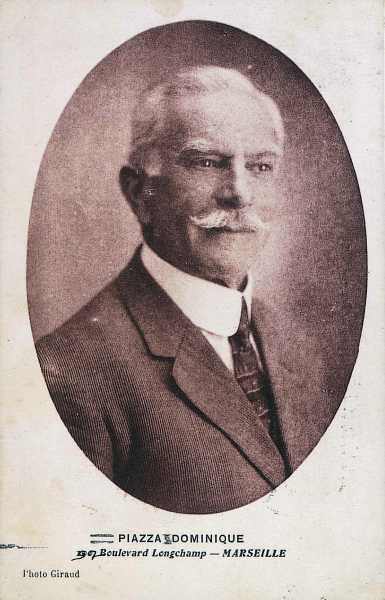 PIAZZA DOMINIQUE
Boulevard Longchamp — MARSEILLE
Photo Giraud